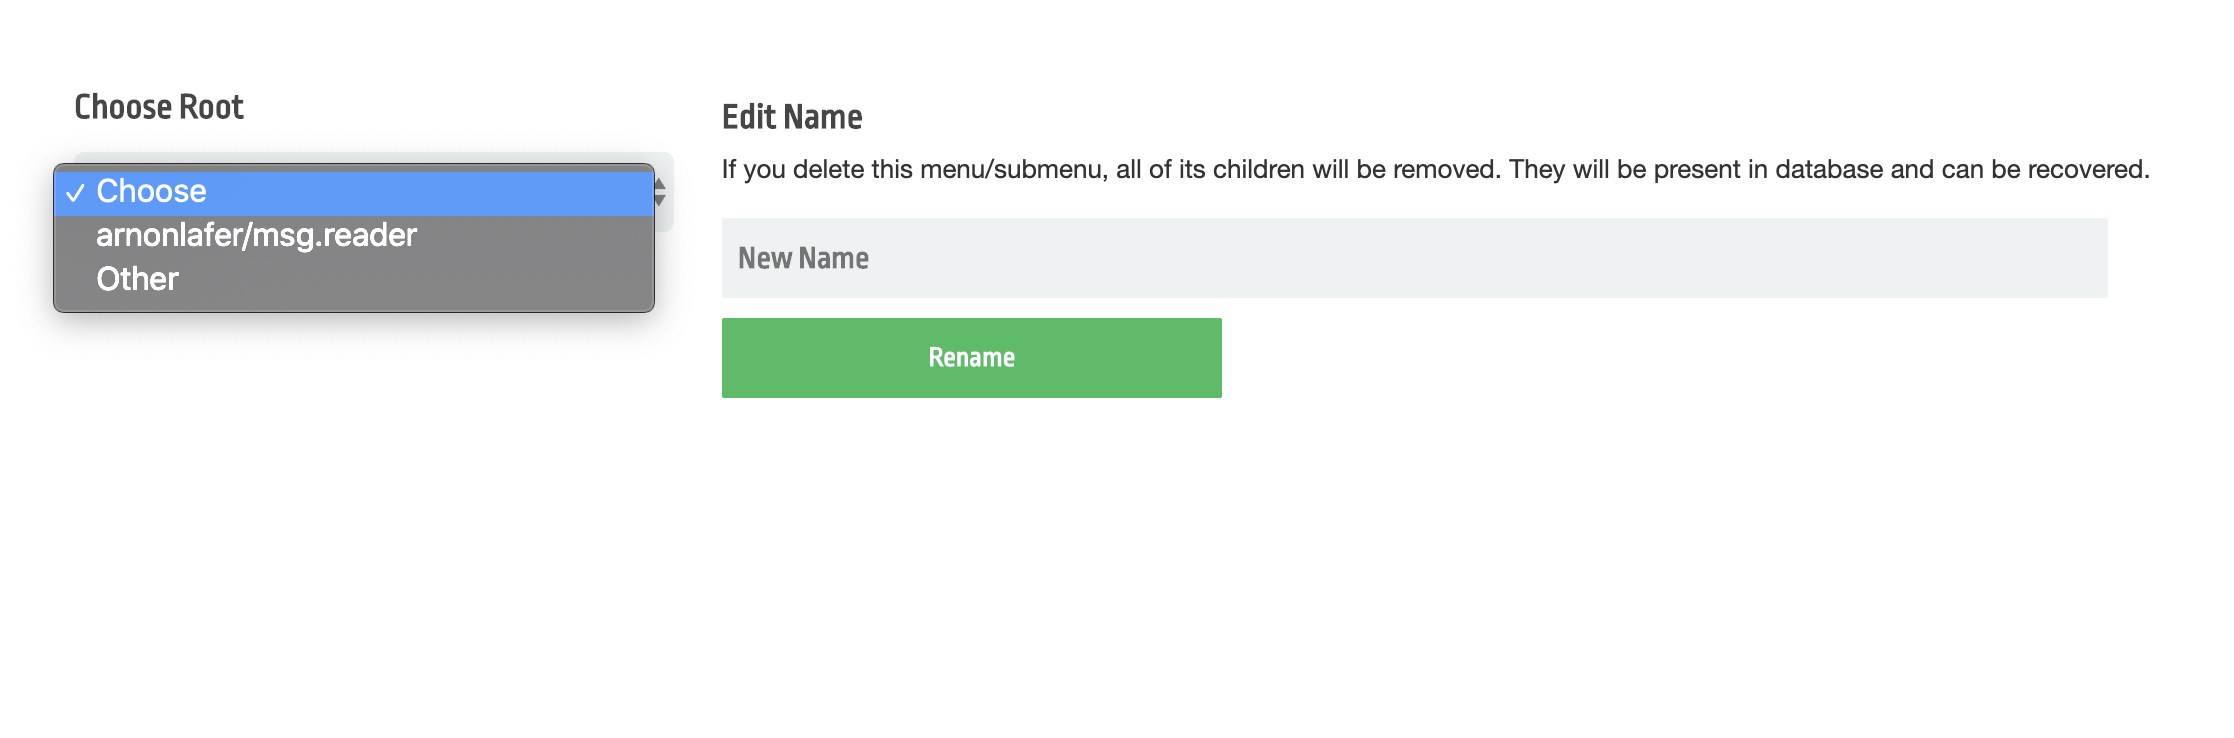 Choose Root
✓ Choose
arnonlafer/msg.reader
Other
Edit Name
If you delete this menu/submenu, all of its children will be removed. They will be present in database and can be recovered.
New Name
Rename